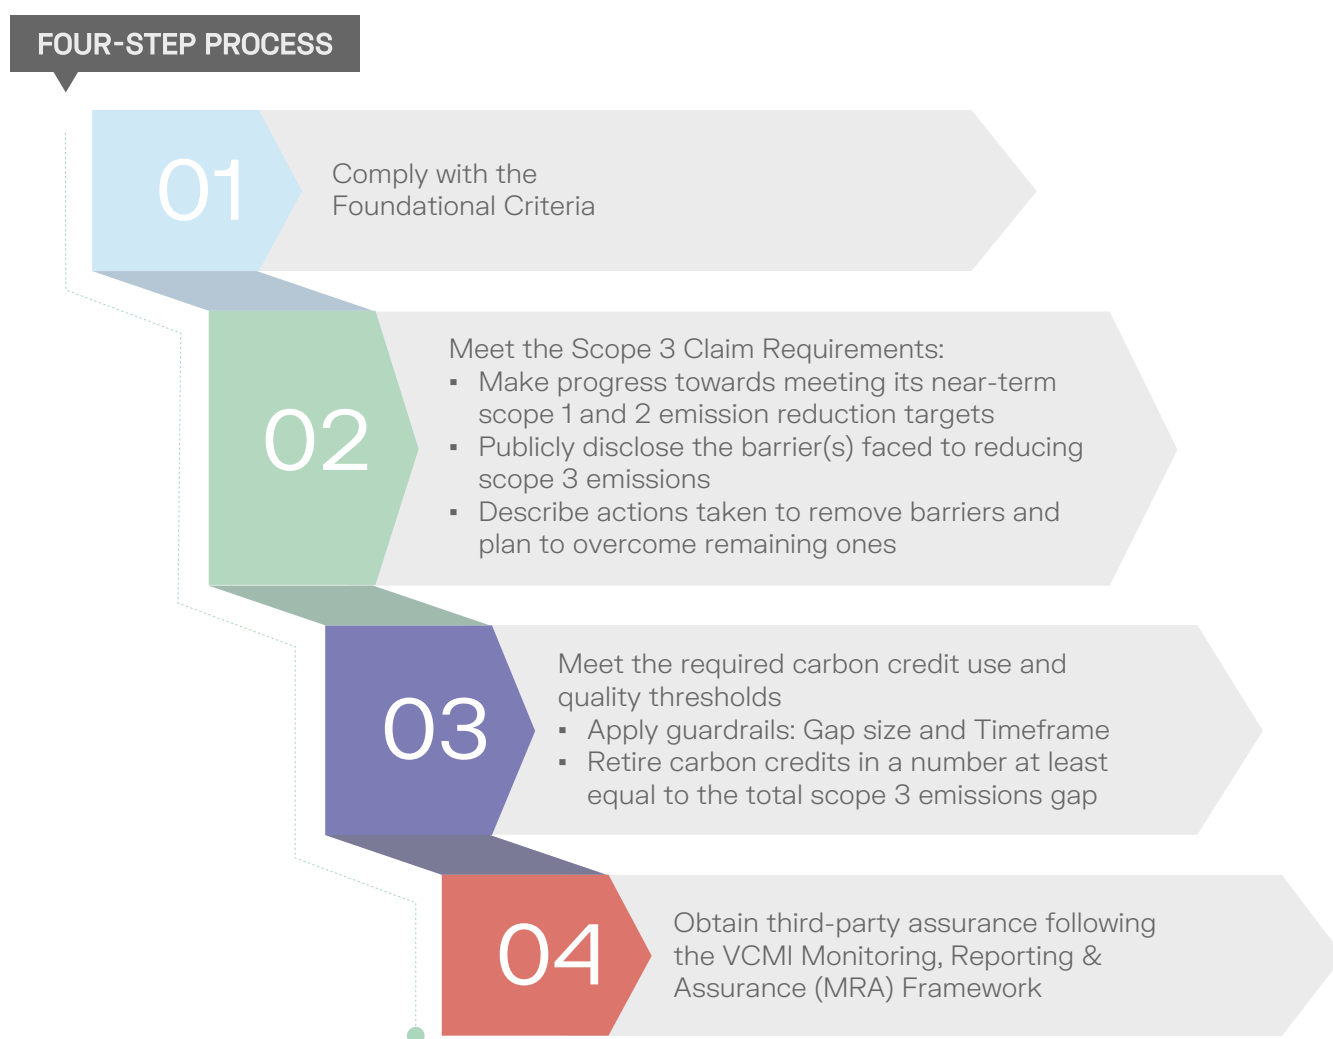 FOUR-STEP PROCESS
01
Comply with the
Foundational Criteria
02
Meet the Scope 3 Claim Requirements:
▪ Make progress towards meeting its near-term
scope 1 and 2 emission reduction targets
▪ Publicly disclose the barrier(s) faced to reducing
scope 3 emissions
▪ Describe actions taken to remove barriers and
plan to overcome remaining ones
03
Meet the required carbon credit use and
quality thresholds
▪ Apply guardrails: Gap size and Timeframe
▪ Retire carbon credits in a number at least
equal to the total scope 3 emissions gap
04
Obtain third-party assurance following
the VCMI Monitoring, Reporting &
Assurance (MRA) Framework